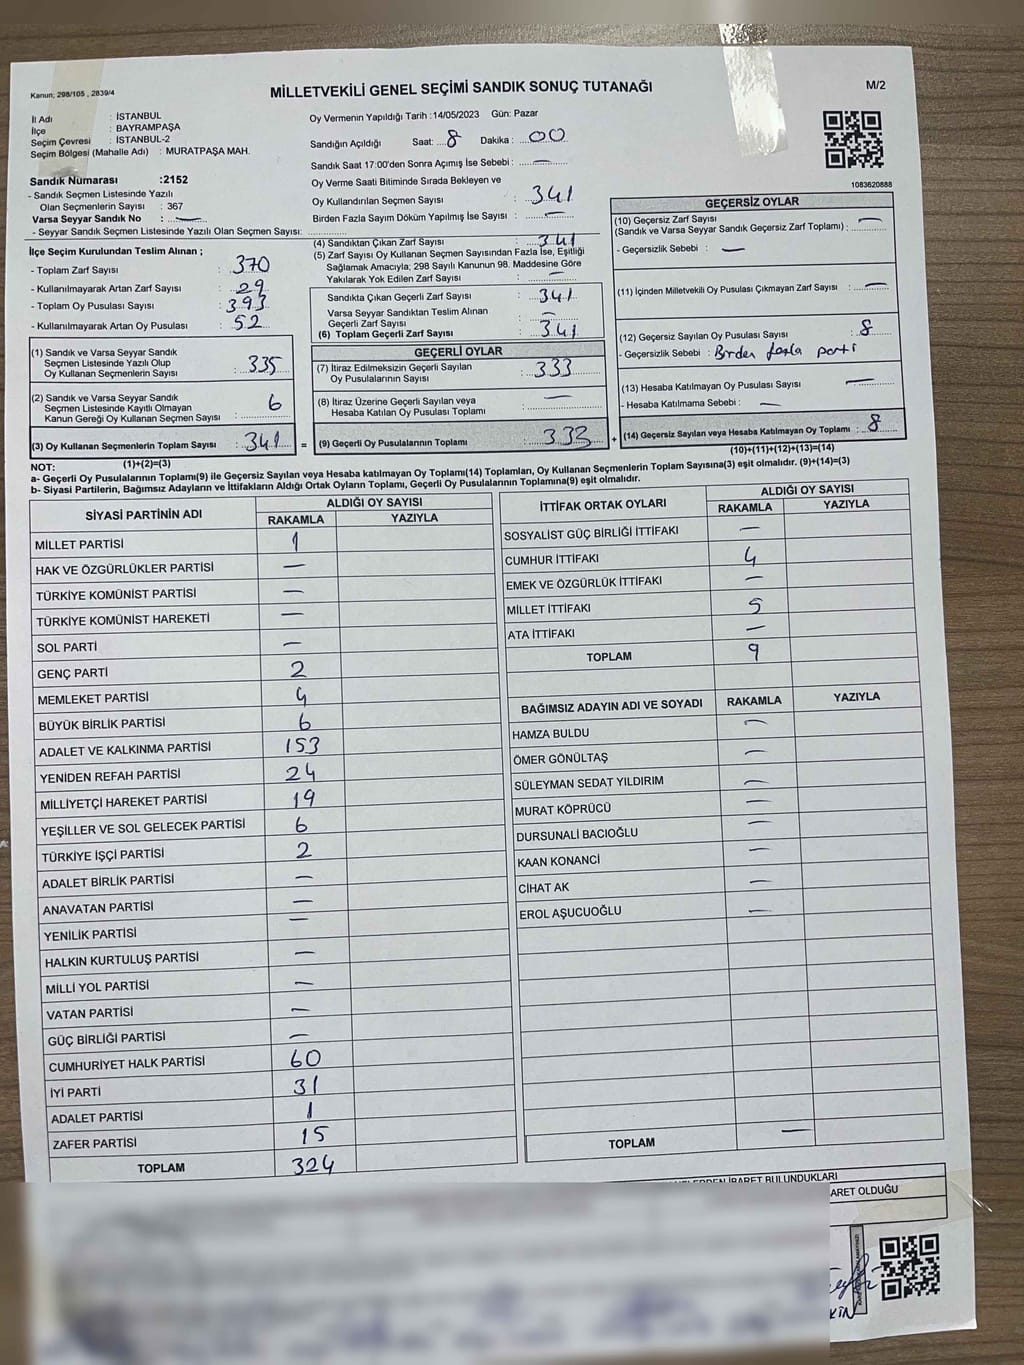 Kanun; 298/105 , 2839/4
MİLLETVEKİLİ GENEL SEÇİMİ SANDIK SONUÇ TUTANAĞI
M/2
İl Adı : İSTANBUL
İlçe : BAYRAMPAŞA
Seçim Çevresi : İSTANBUL-2
Seçim Bölgesi (Mahalle Adı) : MURATPAŞA MAH.
Sandık Numarası :2152
- Sandık Seçmen Listesinde Yazılı
Olan Seçmenlerin Sayısı : 367
Varsa Seyyar Sandık No : —
- Seyyar Sandık Seçmen Listesinde Yazılı Olan Seçmen Sayısı:
Oy Vermenin Yapıldığı Tarih :14/05/2023 Gün: Pazar
Sandığın Açıldığı Saat: 8 Dakika : 00
Sandık Saat 17:00'den Sonra Açımış İse Sebebi : —
Oy Verme Saati Bitiminde Sırada Bekleyen ve
Oy Kullandırılan Seçmen Sayısı : 341
Birden Fazla Sayım Döküm Yapılmış İse Sayısı : —
1083620888
İlçe Seçim Kurulundan Teslim Alınan ;
- Toplam Zarf Sayısı : 370
- Kullanılmayarak Artan Zarf Sayısı : 29
- Toplam Oy Pusulası Sayısı : 393
- Kullanılmayarak Artan Oy Pusulası : 52
(4) Sandıktan Çıkan Zarf Sayısı : 341
(5) Zarf Sayısı Oy Kullanan Seçmen Sayısından Fazla İse, Eşitliği
Sağlamak Amacıyla; 298 Sayılı Kanunun 98. Maddesine Göre
Yakılarak Yok Edilen Zarf Sayısı : —
Sandıkta Çıkan Geçerli Zarf Sayısı : 341
Varsa Seyyar Sandıktan Teslim Alınan
Geçerli Zarf Sayısı : —
(6) Toplam Geçerli Zarf Sayısı : 341
GEÇERSİZ OYLAR
(10) Geçersiz Zarf Sayısı
(Sandık ve Varsa Seyyar Sandık Geçersiz Zarf Toplamı) : —
- Geçersizlik Sebebi : —
(11) İçinden Milletvekili Oy Pusulası Çıkmayan Zarf Sayısı : —
(12) Geçersiz Sayılan Oy Pusulası Sayısı : 8
- Geçersizlik Sebebi : Birden fazla parti
(13) Hesaba Katılmayan Oy Pusulası Sayısı —
- Hesaba Katılmama Sebebi : —
(14) Geçersiz Sayılan veya Hesaba Katılmayan Oy Toplamı : 8
(10)+(11)+(12)+(13)=(14)
(1) Sandık ve Varsa Seyyar Sandık
Seçmen Listesinde Yazılı Olup
Oy Kullanan Seçmenlerin Sayısı : 335
(2) Sandık ve Varsa Seyyar Sandık
Seçmen Listesinde Kayıtlı Olmayan
Kanun Gereği Oy Kullanan Seçmen Sayısı : 6
(3) Oy Kullanan Seçmenlerin Toplam Sayısı : 341 =
(1)+(2)=(3)
GEÇERLİ OYLAR
(7) İtiraz Edilmeksizin Geçerli Sayılan
Oy Pusulalarının Sayısı : 333
(8) İtiraz Üzerine Geçerli Sayılan veya
Hesaba Katılan Oy Pusulası Toplamı : —
(9) Geçerli Oy Pusulalarının Toplamı : 333 +
NOT:
a- Geçerli Oy Pusulalarının Toplamı(9) ile Geçersiz Sayılan veya Hesaba katılmayan Oy Toplamı(14) Toplamları, Oy Kullanan Seçmenlerin Toplam Sayısına(3) eşit olmalıdır. (9)+(14)=(3)
b- Siyasi Partilerin, Bağımsız Adayların ve İttifakların Aldığı Ortak Oyların Toplamı, Geçerli Oy Pusulalarının Toplamına(9) eşit olmalıdır.
SİYASİ PARTİNİN ADI ALDIĞI OY SAYISI
RAKAMLA YAZIYLA
MİLLET PARTİSİ 1
HAK VE ÖZGÜRLÜKLER PARTİSİ —
TÜRKİYE KOMÜNİST PARTİSİ —
TÜRKİYE KOMÜNİST HAREKETİ —
SOL PARTİ —
GENÇ PARTİ 2
MEMLEKET PARTİSİ 4
BÜYÜK BİRLİK PARTİSİ 6
ADALET VE KALKINMA PARTİSİ 153
YENİDEN REFAH PARTİSİ 24
MİLLİYETÇİ HAREKET PARTİSİ 19
YEŞİLLER VE SOL GELECEK PARTİSİ 6
TÜRKİYE İŞÇİ PARTİSİ 2
ADALET BİRLİK PARTİSİ —
ANAVATAN PARTİSİ —
YENİLİK PARTİSİ —
HALKIN KURTULUŞ PARTİSİ —
MİLLİ YOL PARTİSİ —
VATAN PARTİSİ —
GÜÇ BİRLİĞİ PARTİSİ —
CUMHURİYET HALK PARTİSİ 60
İYİ PARTİ 31
ADALET PARTİSİ 1
ZAFER PARTİSİ 15
TOPLAM 324
İTTİFAK ORTAK OYLARI ALDIĞI OY SAYISI
RAKAMLA YAZIYLA
SOSYALİST GÜÇ BİRLİĞİ İTTİFAKI —
CUMHUR İTTİFAKI 4
EMEK VE ÖZGÜRLÜK İTTİFAKI —
MİLLET İTTİFAKI 5
ATA İTTİFAKI —
TOPLAM 9
BAĞIMSIZ ADAYIN ADI VE SOYADI RAKAMLA YAZIYLA
HAMZA BULDU —
ÖMER GÖNÜLTAŞ —
SÜLEYMAN SEDAT YILDIRIM —
MURAT KÖPRÜCÜ —
DURSUNALİ BACIOĞLU —
KAAN KONANCİ —
CİHAT AK —
EROL AŞUCUOĞLU —
TOPLAM —
İBARET BULUNDUKLARI
ARET OLDUĞU